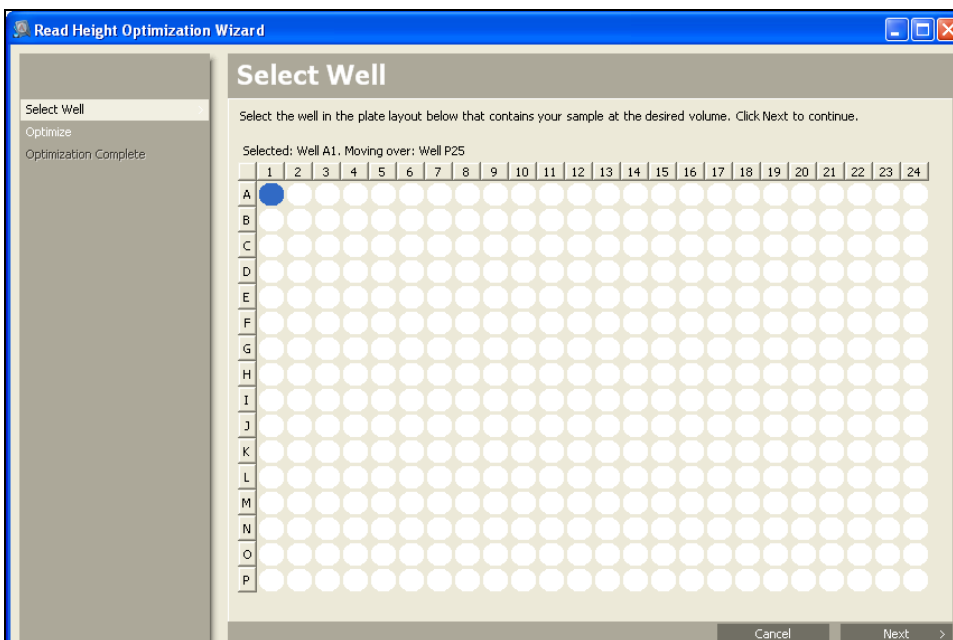 Read Height Optimization Wizard
Select Well
Select Well
Optimize
Optimization Complete
Select the well in the plate layout below that contains your sample at the desired volume. Click Next to continue.
Selected: Well A1. Moving over: Well P25
1 2 3 4 5 6 7 8 9 10 11 12 13 14 15 16 17 18 19 20 21 22 23 24
A
B
C
D
E
F
G
H
I
J
K
L
M
N
O
P
Cancel Next >